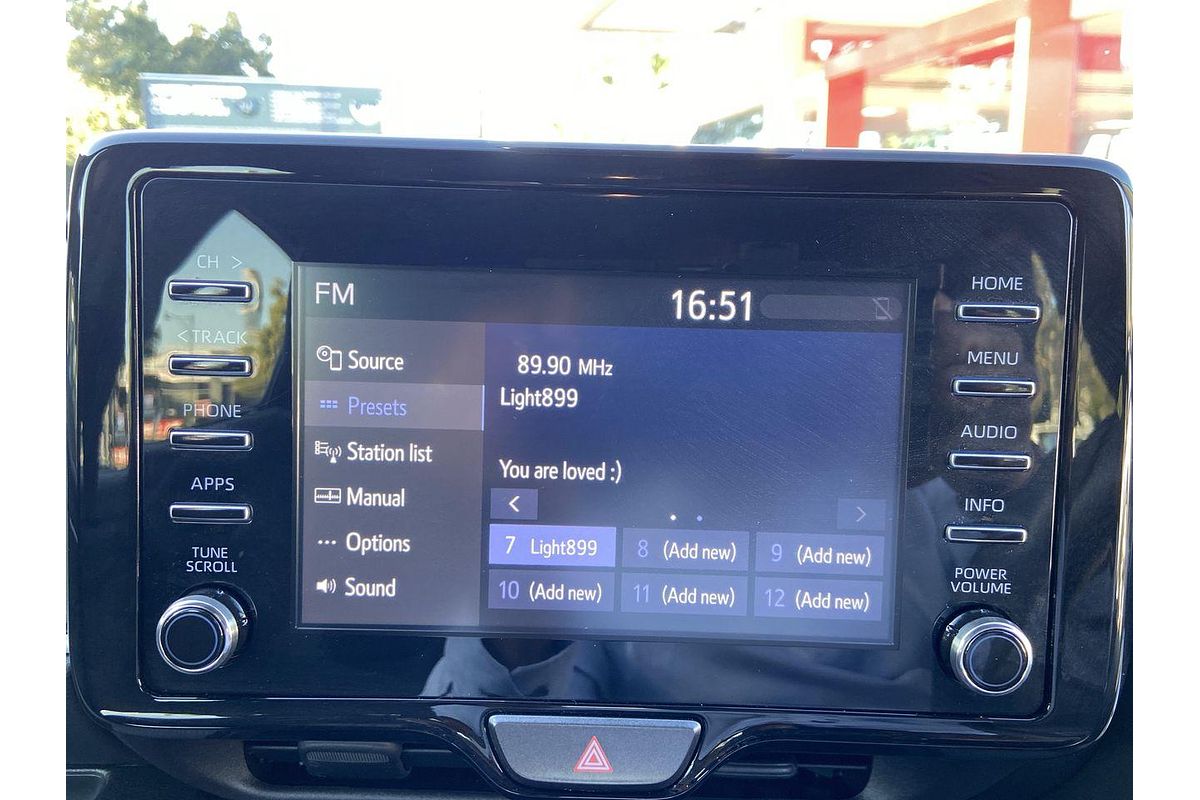 CH >
< TRACK
PHONE
APPS
TUNE
SCROLL
FM
16:51
Source
Presets
Station list
Manual
Options
Sound
89.90 MHz
Light899
You are loved :)
< >
7 Light899 8 (Add new) 9 (Add new)
10 (Add new) 11 (Add new) 12 (Add new)
HOME
MENU
AUDIO
INFO
POWER
VOLUME